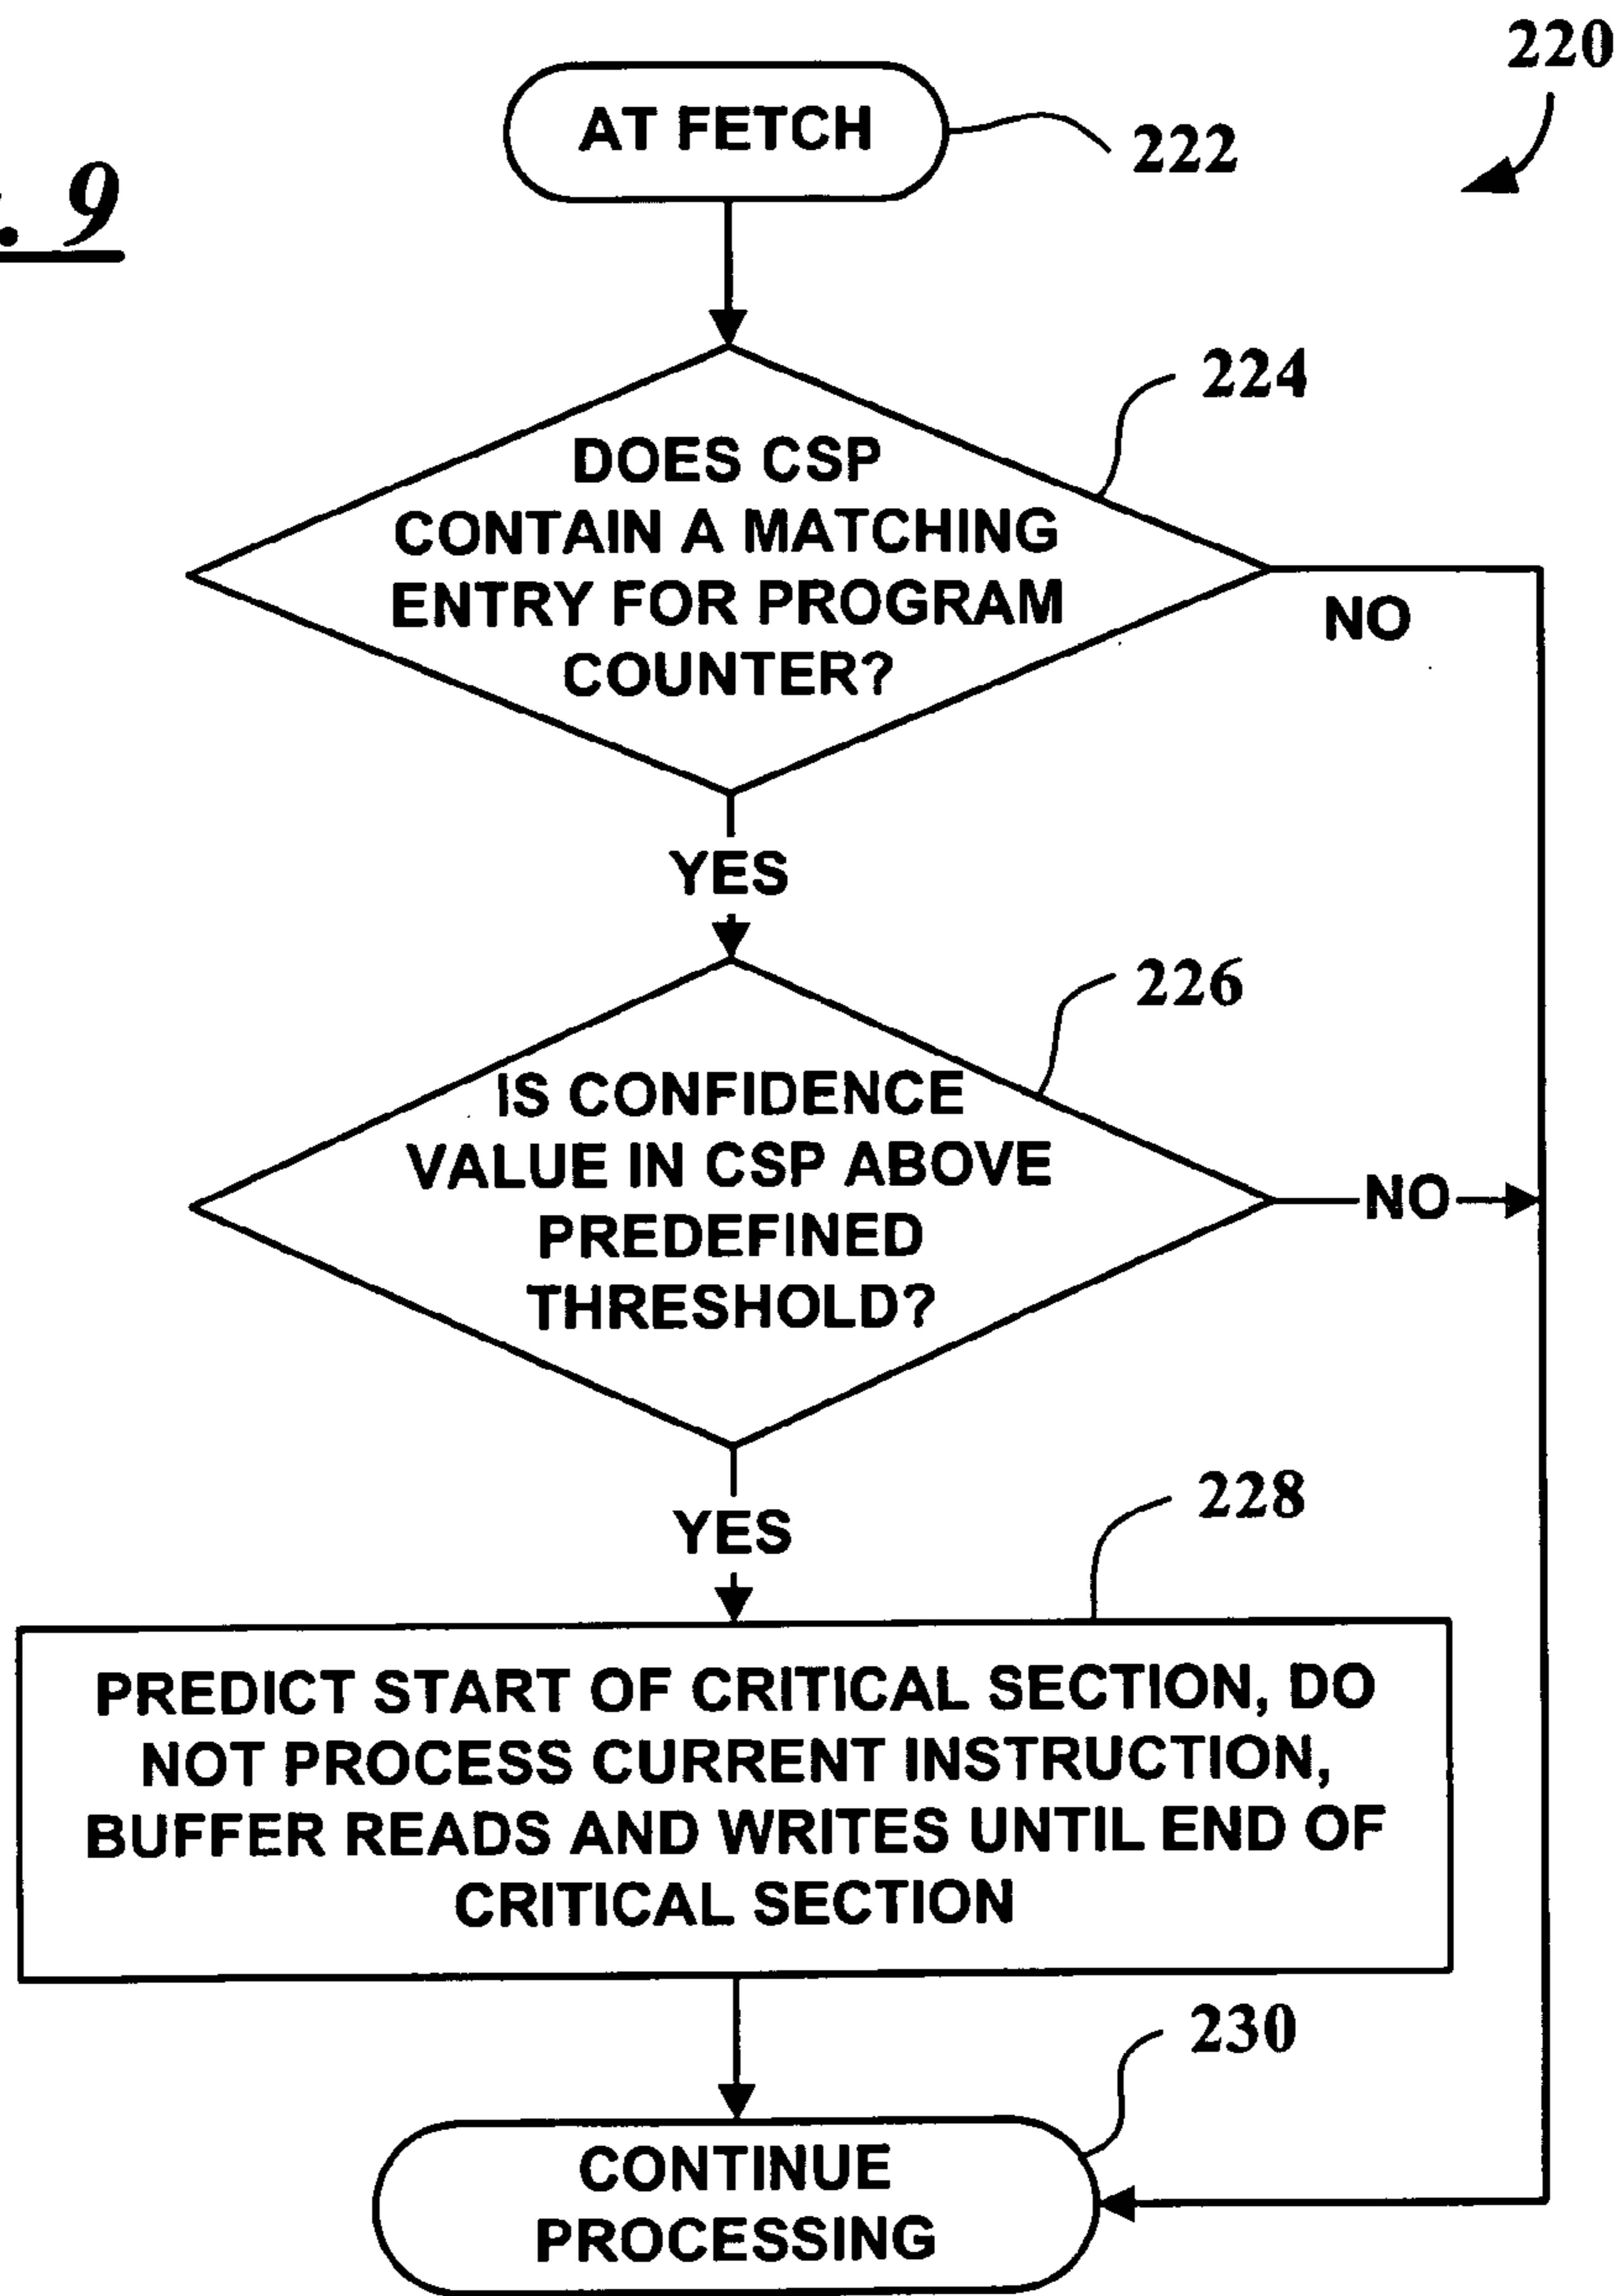 220
AT FETCH
222
. 9
224
DOES CSP
CONTAIN A MATCHING
ENTRY FOR PROGRAM
COUNTER?
NO
YES
226
IS CONFIDENCE
VALUE IN CSP ABOVE
PREDEFINED
THRESHOLD?
NO
YES
228
PREDICT START OF CRITICAL SECTION, DO
NOT PROCESS CURRENT INSTRUCTION,
BUFFER READS AND WRITES UNTIL END OF
CRITICAL SECTION
230
CONTINUE
PROCESSING